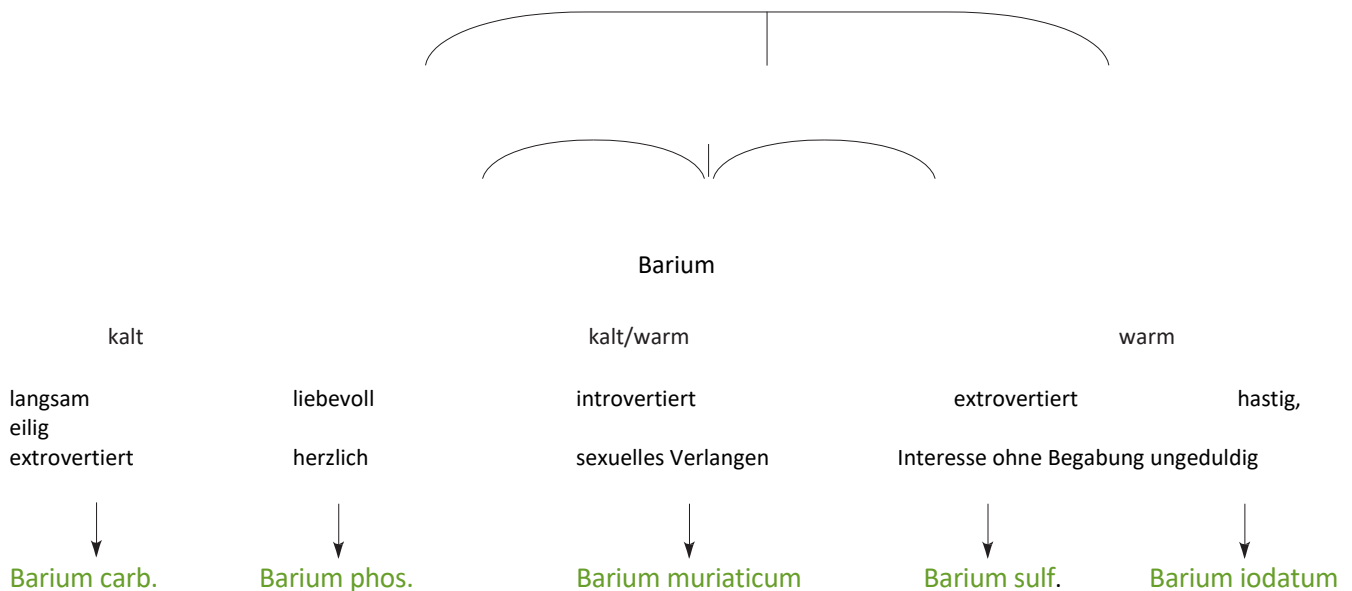 Barium
kalt kalt/warm warm
langsam liebevoll introvertiert extrovertiert hastig,
eilig
extrovertiert herzlich sexuelles Verlangen Interesse ohne Begabung ungeduldig
Barium carb. Barium phos. Barium muriaticum Barium sulf. Barium iodatum